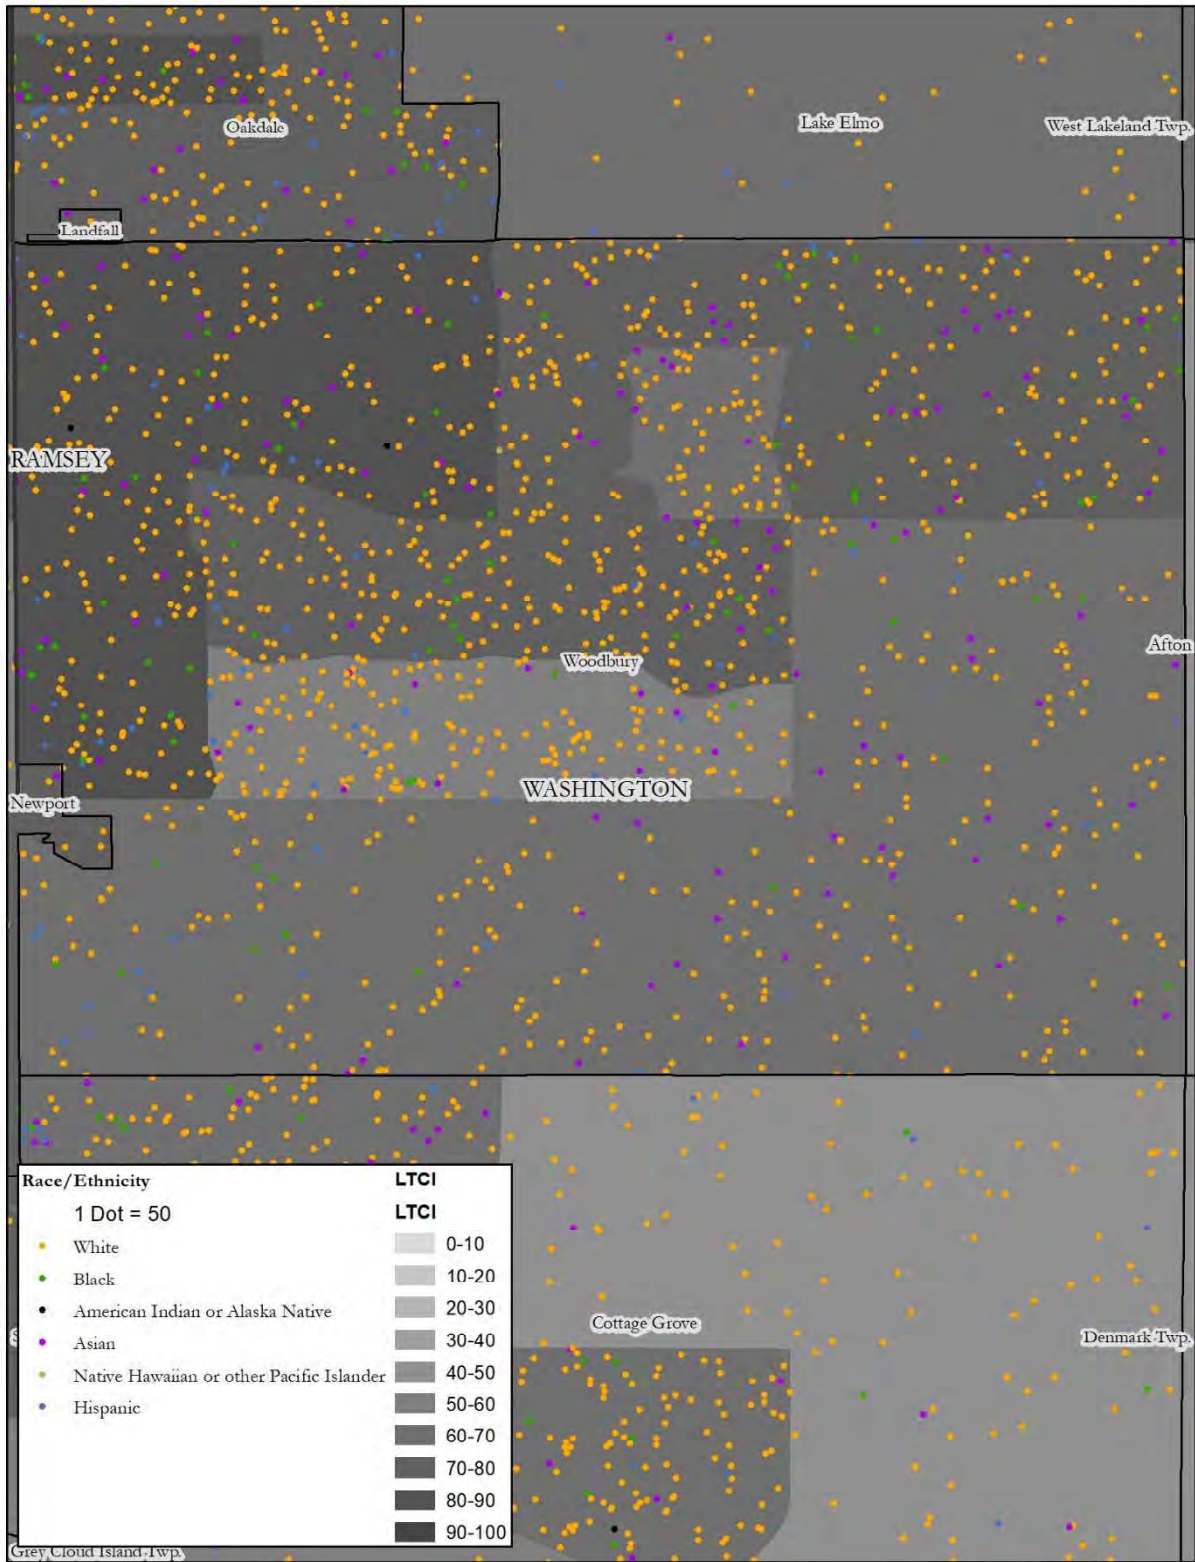 Oakdale
Lake Elmo
West Lakeland Twp.
Landfall
RAMSEY
Afton
Woodbury
WASHINGTON
Newport
Race/Ethnicity
LTCI
1 Dot = 50
LTCI
White
0-10
Black
10-20
American Indian or Alaska Native
20-30
Asian
30-40
Native Hawaiian or other Pacific Islander
40-50
Hispanic
50-60
60-70
70-80
80-90
90-100
Cottage Grove
Denmark Twp.
Grey Cloud Island Twp.